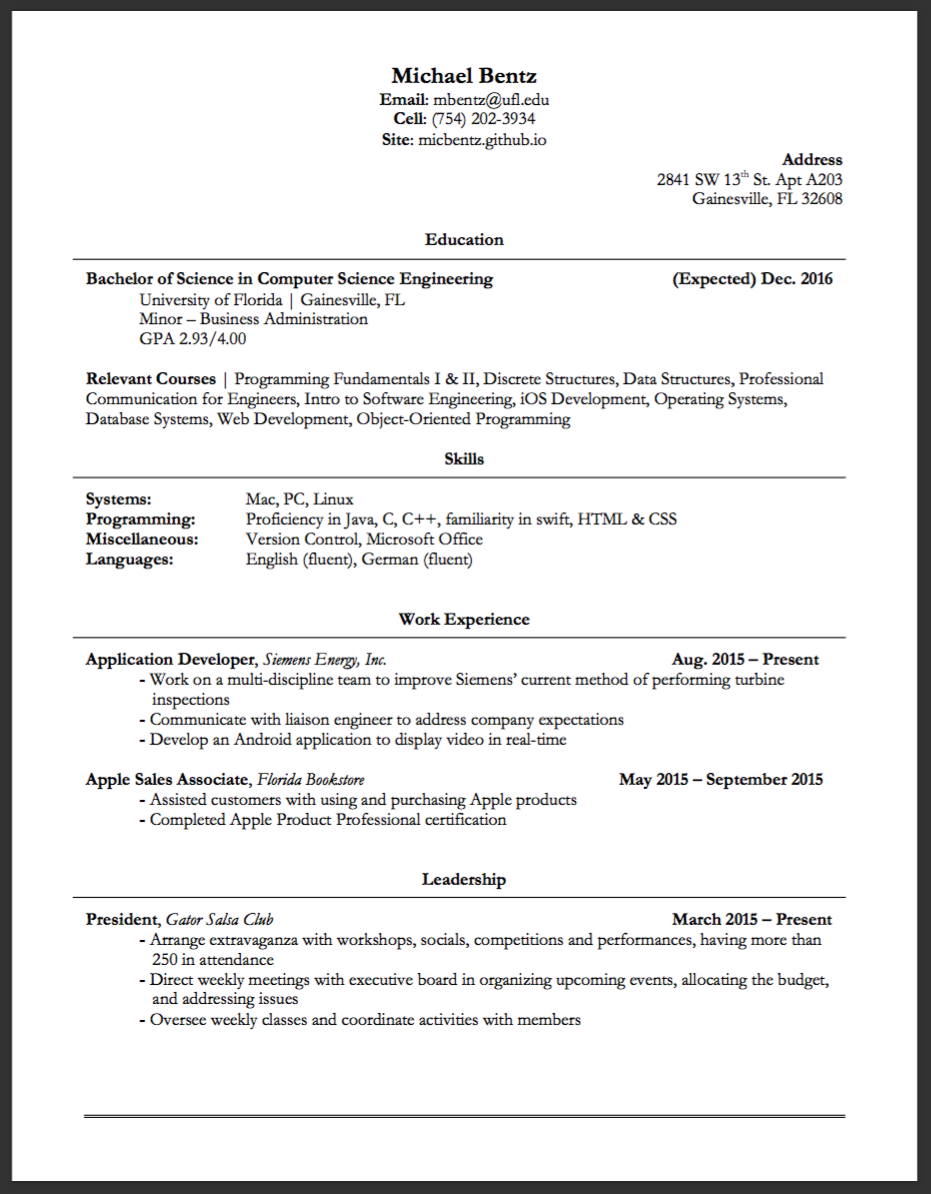 Michael Bentz
Email: mbentz@ufl.edu
Cell: (754) 202-3934
Site: micbentz.github.io
Address
2841 SW 13th St. Apt A203
Gainesville, FL 32608
Education
Bachelor of Science in Computer Science Engineering (Expected) Dec. 2016
University of Florida | Gainesville, FL
Minor – Business Administration
GPA 2.93/4.00
Relevant Courses | Programming Fundamentals I & II, Discrete Structures, Data Structures, Professional
Communication for Engineers, Intro to Software Engineering, iOS Development, Operating Systems,
Database Systems, Web Development, Object-Oriented Programming
Skills
Systems: Mac, PC, Linux
Programming: Proficiency in Java, C, C++, familiarity in swift, HTML & CSS
Miscellaneous: Version Control, Microsoft Office
Languages: English (fluent), German (fluent)
Work Experience
Application Developer, Siemens Energy, Inc. Aug. 2015 – Present
- Work on a multi-discipline team to improve Siemens' current method of performing turbine
inspections
- Communicate with liaison engineer to address company expectations
- Develop an Android application to display video in real-time
Apple Sales Associate, Florida Bookstore May 2015 – September 2015
- Assisted customers with using and purchasing Apple products
- Completed Apple Product Professional certification
Leadership
President, Gator Salsa Club March 2015 – Present
- Arrange extravaganza with workshops, socials, competitions and performances, having more than
250 in attendance
- Direct weekly meetings with executive board in organizing upcoming events, allocating the budget,
and addressing issues
- Oversee weekly classes and coordinate activities with members